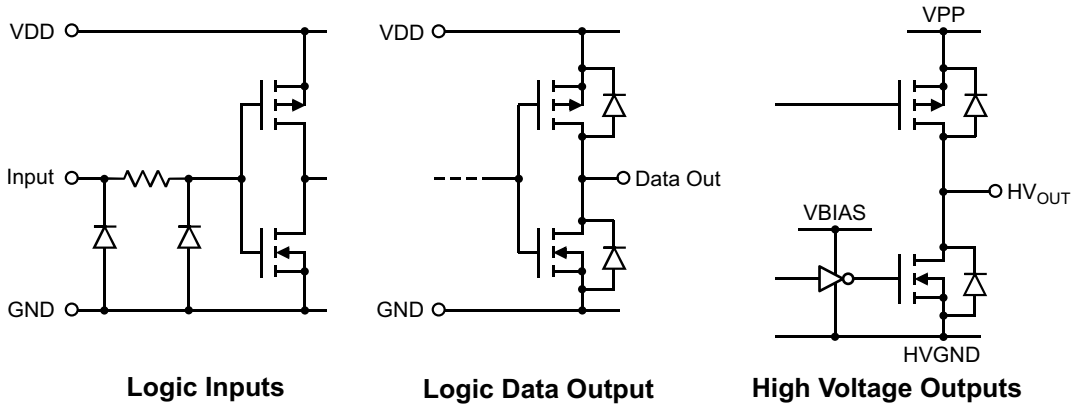 VDD
Input
GND
Logic Inputs
VDD
Data Out
GND
Logic Data Output
VPP
HVOUT
VBIAS
HVGND
High Voltage Outputs